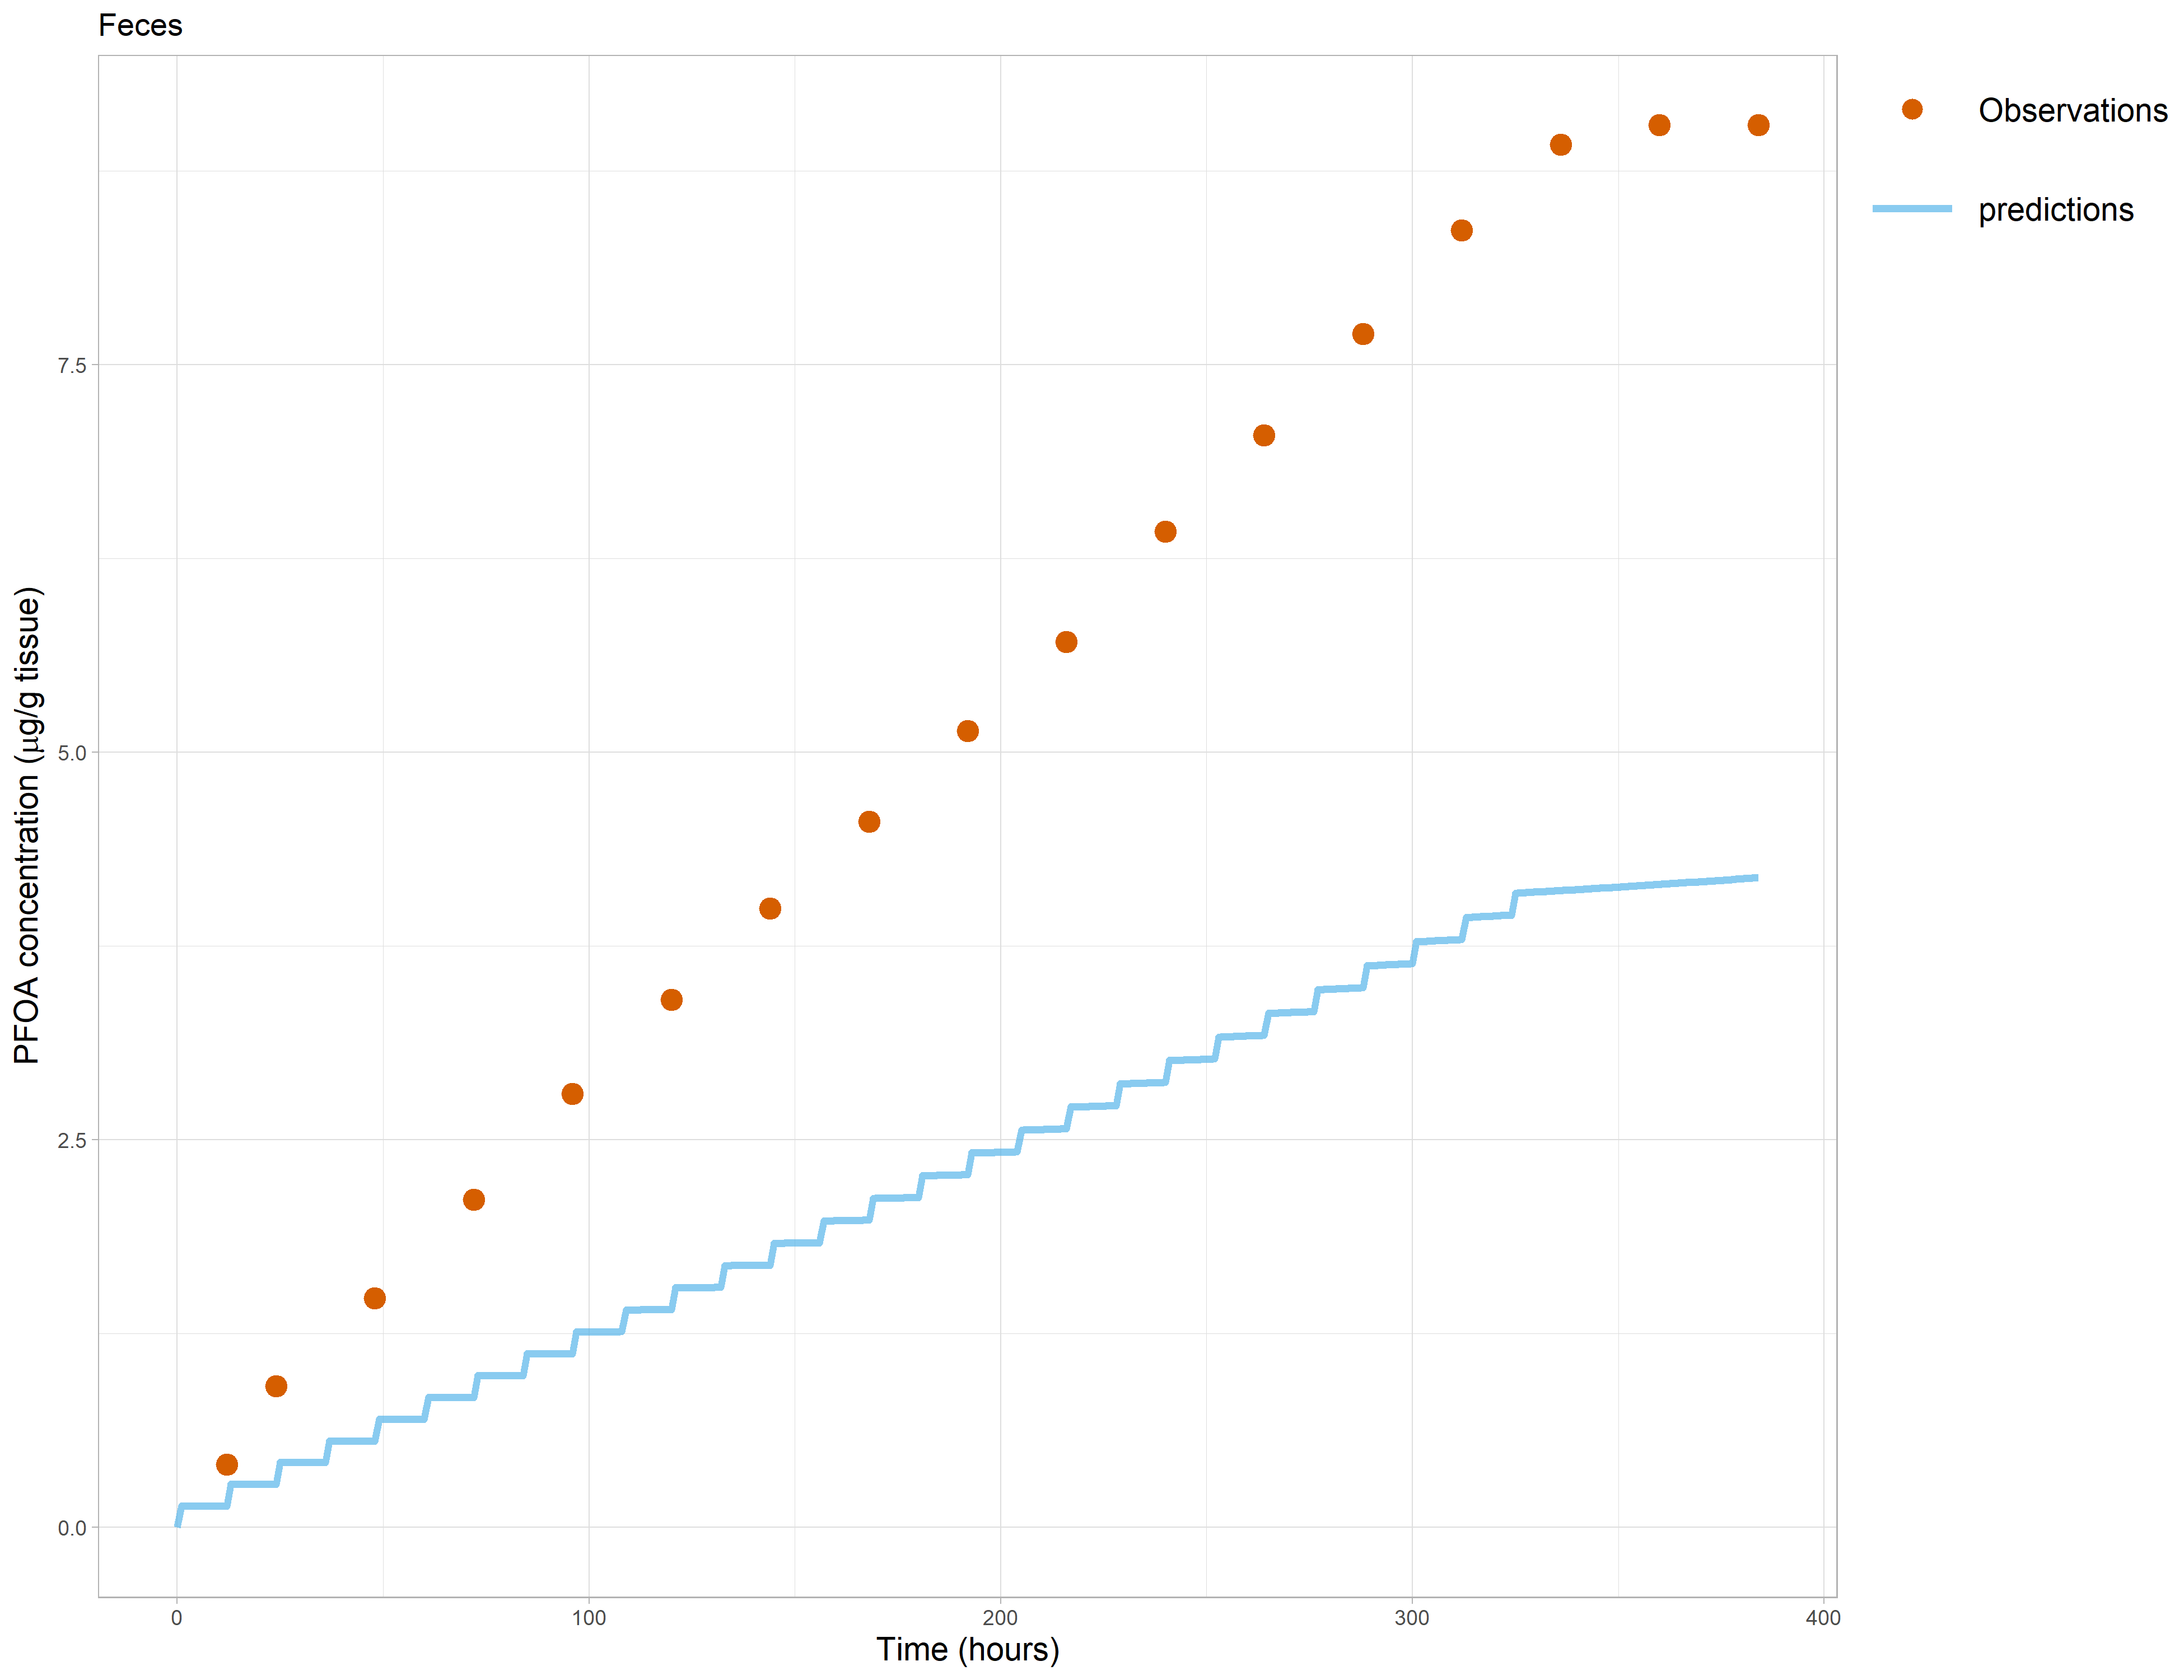 Feces
Observations
predictions
PFOA concentration (μg/g tissue)
7.5
5.0
2.5
0.0
0 100 200 300 400
Time (hours)